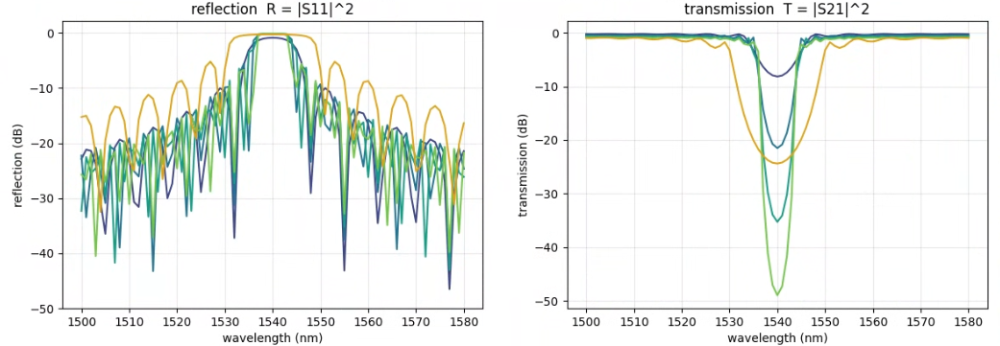 reflection R = |S11|^2
reflection (dB)
0
−10
−20
−30
−40
−50
1500 1510 1520 1530 1540 1550 1560 1570 1580
wavelength (nm)
transmission T = |S21|^2
transmission (dB)
0
−10
−20
−30
−40
−50
1500 1510 1520 1530 1540 1550 1560 1570 1580
wavelength (nm)